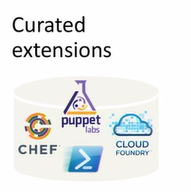 Curated
extensions
puppet
labs
CHEF
CLOUD
FOUNDRY